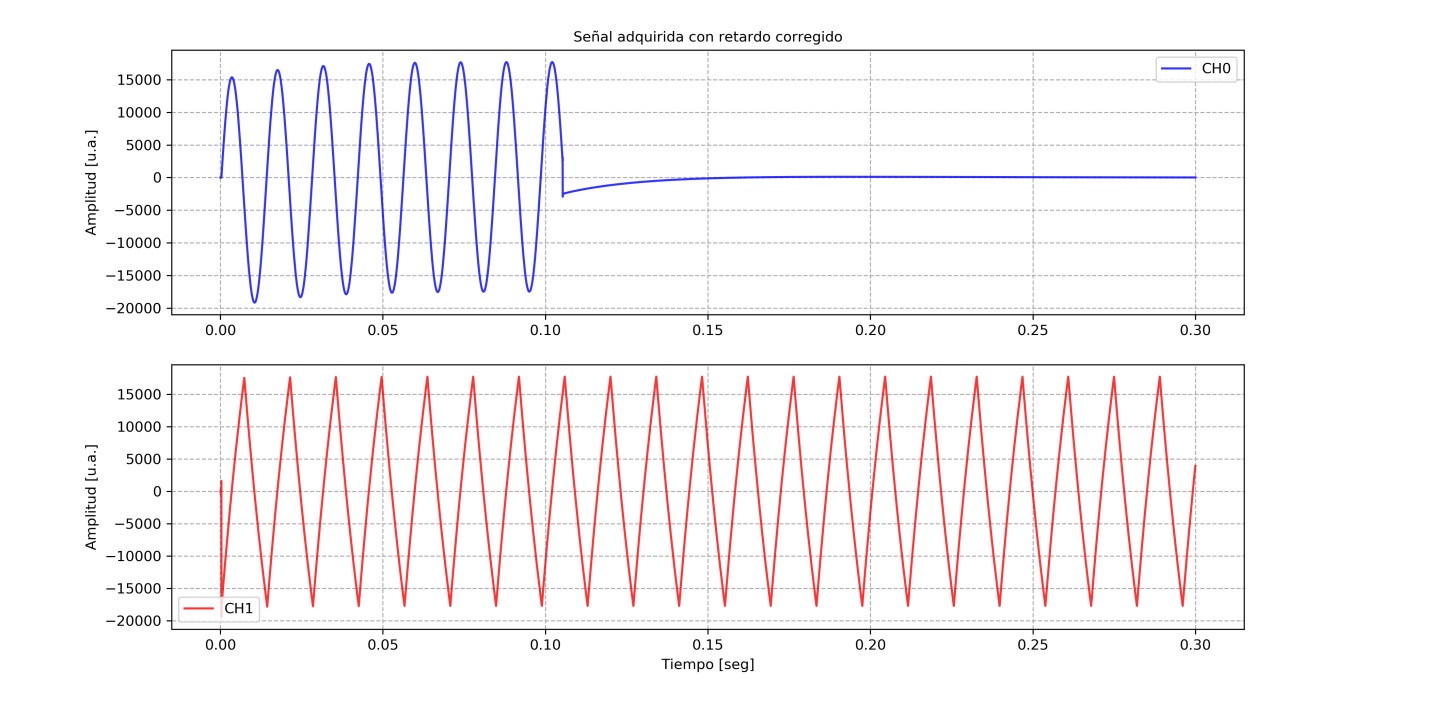 Señal adquirida con retardo corregido
CH0
15000
10000
5000
0
−5000
−10000
−15000
−20000
Amplitud [u.a.]
0.00 0.05 0.10 0.15 0.20 0.25 0.30
15000
10000
5000
0
−5000
−10000
−15000
−20000
Amplitud [u.a.]
CH1
0.00 0.05 0.10 0.15 0.20 0.25 0.30
Tiempo [seg]